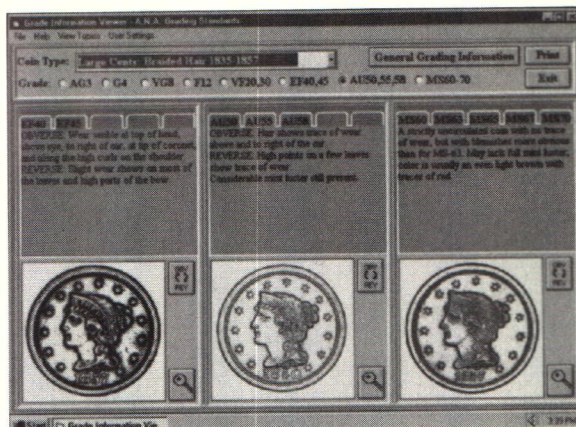 Grade Information Viewer - A.N.A. Grading Standards
File Help View Types User Settings
Coin Type: Large Cents: Braided Hair 1835-1857
General Grading Information
Print
Grade: AG3 G4 VG8 F12 VF20,30 EF40,45 AU50,55,58 MS60-70
Exit
EF40 EF45
OBVERSE: Wear visible at top of head,
above eye, to right of ear, at tip of coronet,
and along the high curls on the shoulder.
REVERSE: Slight wear shows on most of
the leaves and high parts of the bow.
AU50 AU55 AU58
OBVERSE: Hair shows trace of wear
above and to right of the ear.
REVERSE: High points on a few leaves
show trace of wear.
Considerable mint luster still present.
MS60 MS63 MS65 MS67 MS70
A strictly uncirculated coin with no trace
of wear, but with blemishes more obvious
than for MS-63. May lack full mint luster,
color is usually an even light brown with
traces of red.
OBV
REV
OBV
REV
OBV
REV
Start Grade Information Vie
3:39 PM